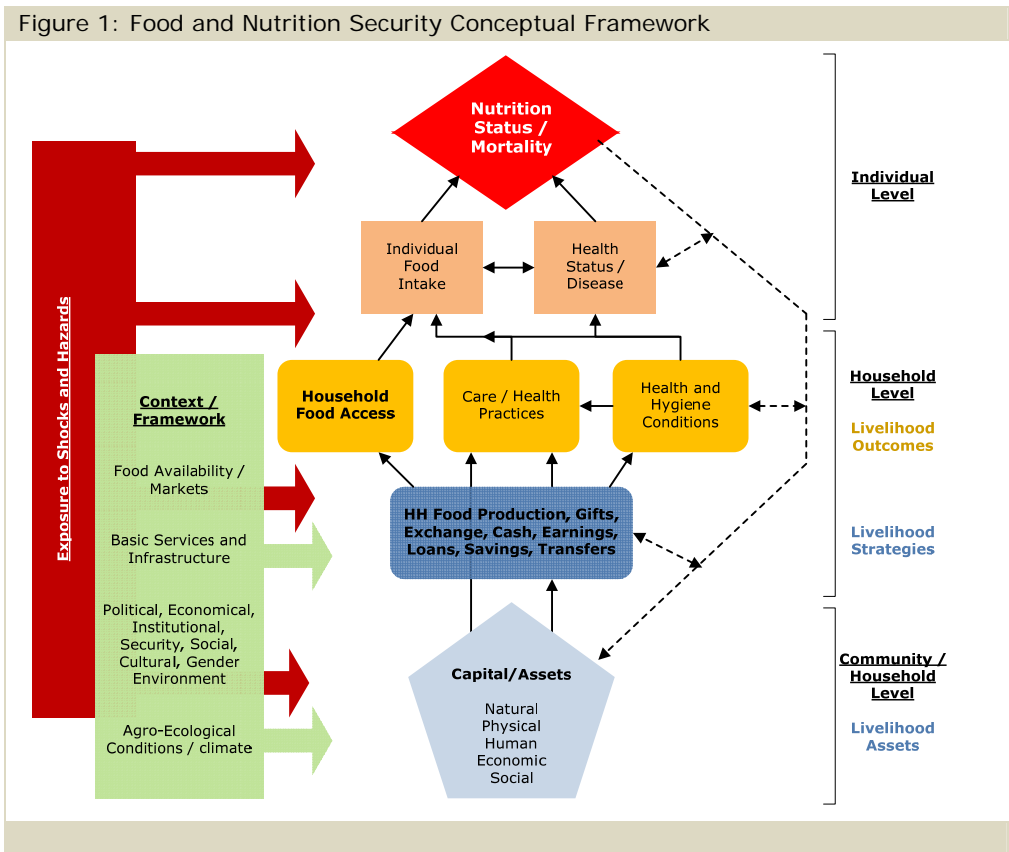 Figure 1: Food and Nutrition Security Conceptual Framework
Nutrition
Status /
Mortality
Individual
Level
Individual
Food
Intake
Health
Status /
Disease
Exposure to Shocks and Hazards
Context /
Framework
Food Availability /
Markets
Basic Services and
Infrastructure
Political, Economical,
Institutional,
Security, Social,
Cultural, Gender
Environment
Agro-Ecological
Conditions / climate
Household
Food Access
Care / Health
Practices
Health and
Hygiene
Conditions
Household
Level
Livelihood
Outcomes
HH Food Production, Gifts,
Exchange, Cash, Earnings,
Loans, Savings, Transfers
Livelihood
Strategies
Capital/Assets
Natural
Physical
Human
Economic
Social
Community /
Household
Level
Livelihood
Assets